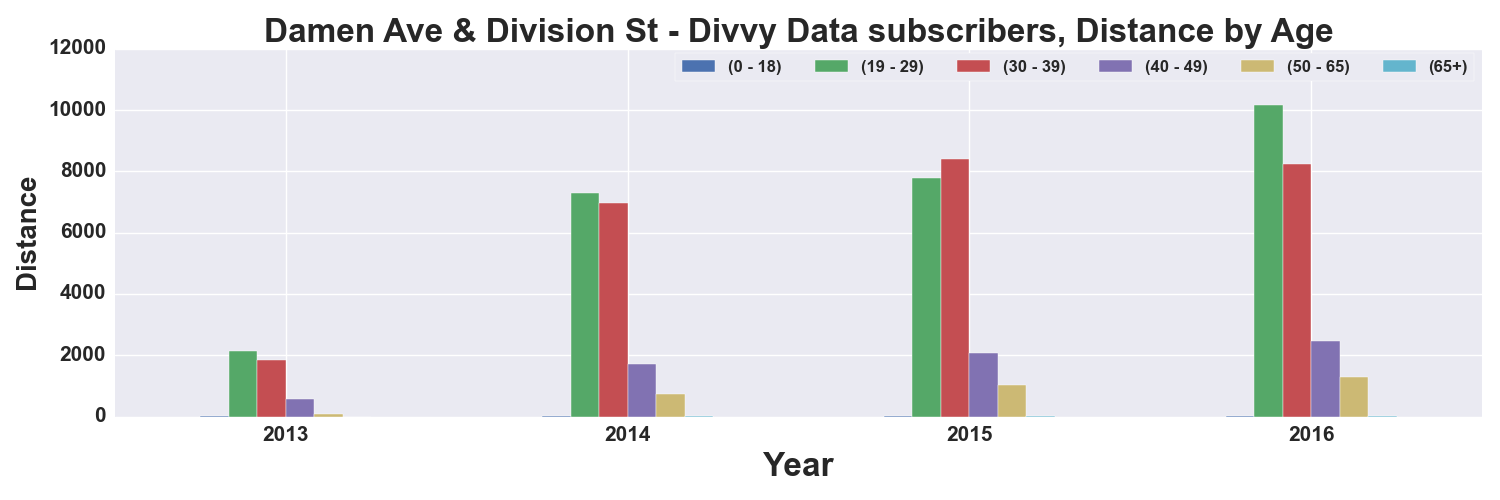 Damen Ave & Division St - Divvy Data subscribers, Distance by Age
(0 - 18) (19 - 29) (30 - 39) (40 - 49) (50 - 65) (65+)
Distance
12000
10000
8000
6000
4000
2000
0
2013 2014 2015 2016
Year